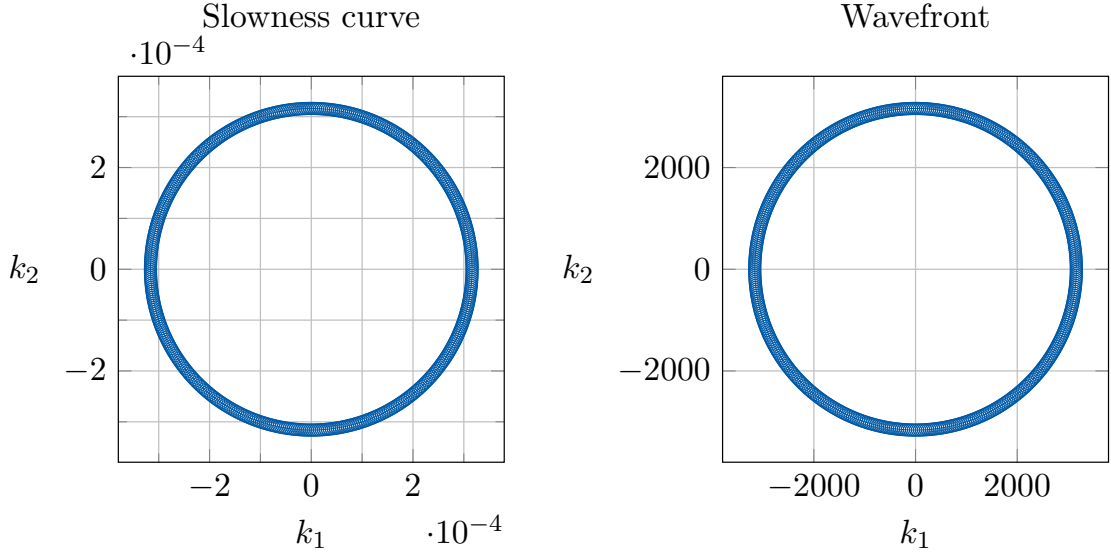 Slowness curve
·10⁻⁴
2
0
−2
k₂
−2 0 2
k₁
·10⁻⁴
Wavefront
2000
0
−2000
k₂
−2000 0 2000
k₁